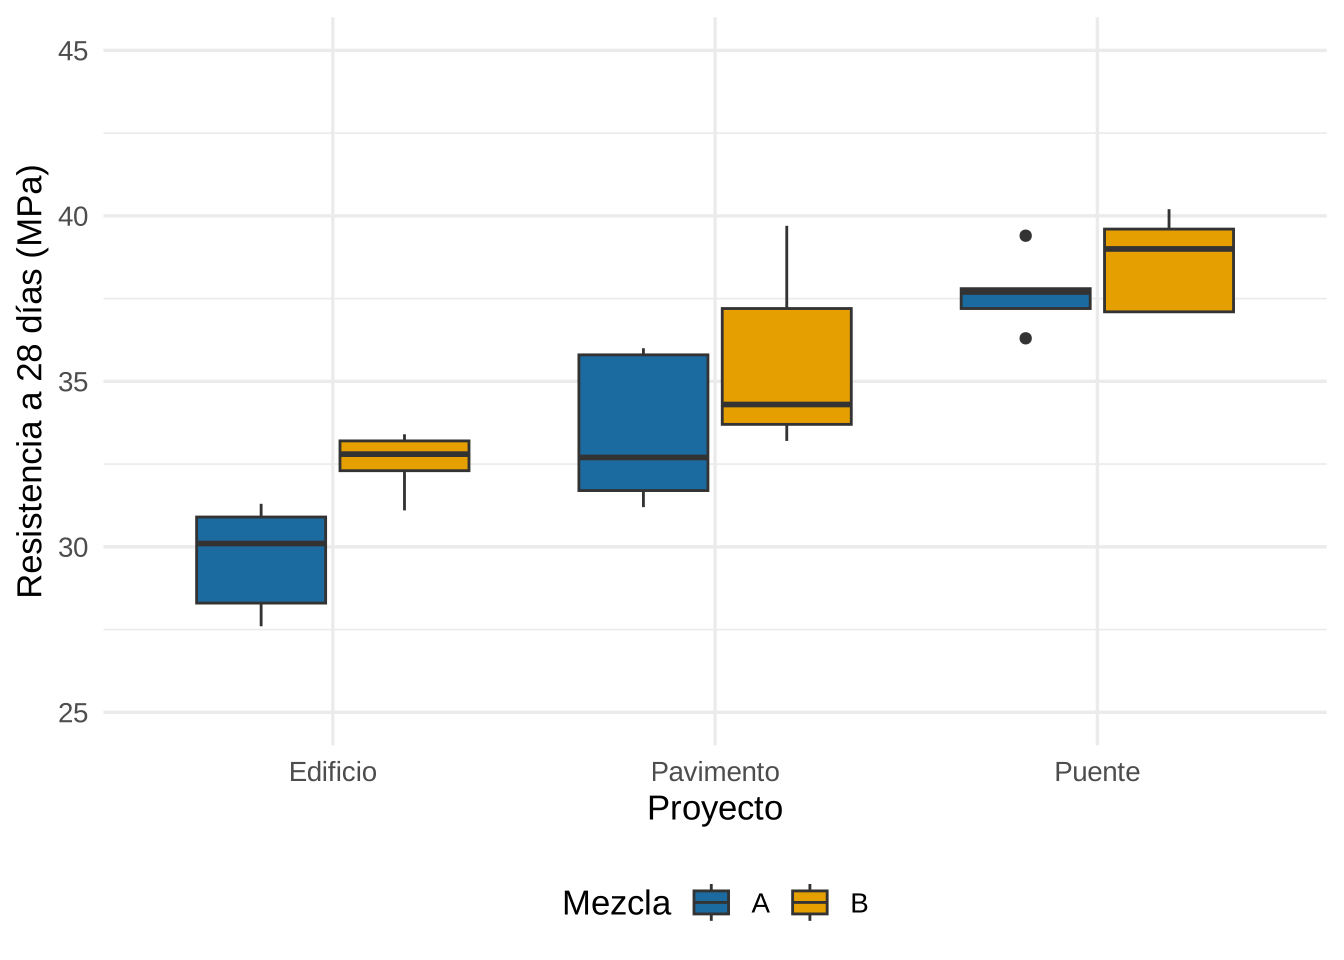 Resistencia a 28 días (MPa)
45
40
35
30
25
Edificio Pavimento Puente
Proyecto
Mezcla A B